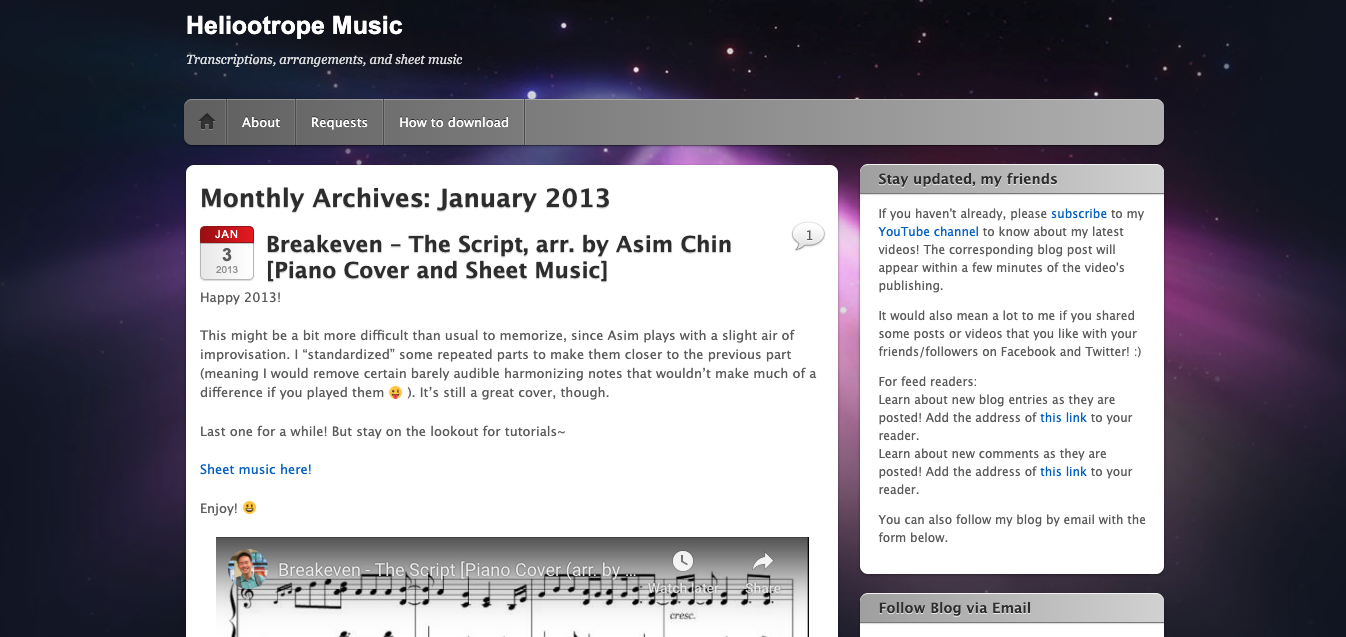 Heliootrope Music
Transcriptions, arrangements, and sheet music
About
Requests
How to download
Monthly Archives: January 2013
JAN
3
2013
Breakeven – The Script, arr. by Asim Chin
[Piano Cover and Sheet Music]
1
Happy 2013!
This might be a bit more difficult than usual to memorize, since Asim plays with a slight air of
improvisation. I “standardized” some repeated parts to make them closer to the previous part
(meaning I would remove certain barely audible harmonizing notes that wouldn’t make much of a
difference if you played them 😛 ). It’s still a great cover, though.
Last one for a while! But stay on the lookout for tutorials~
Sheet music here!
Enjoy! 😀
Breakeven - The Script [Piano Cover (arr. by ...
Watch later
Share
cresc.
Stay updated, my friends
If you haven't already, please subscribe to my
YouTube channel to know about my latest
videos! The corresponding blog post will
appear within a few minutes of the video's
publishing.
It would also mean a lot to me if you shared
some posts or videos that you like with your
friends/followers on Facebook and Twitter! :)
For feed readers:
Learn about new blog entries as they are
posted! Add the address of this link to your
reader.
Learn about new comments as they are
posted! Add the address of this link to your
reader.
You can also follow my blog by email with the
form below.
Follow Blog via Email